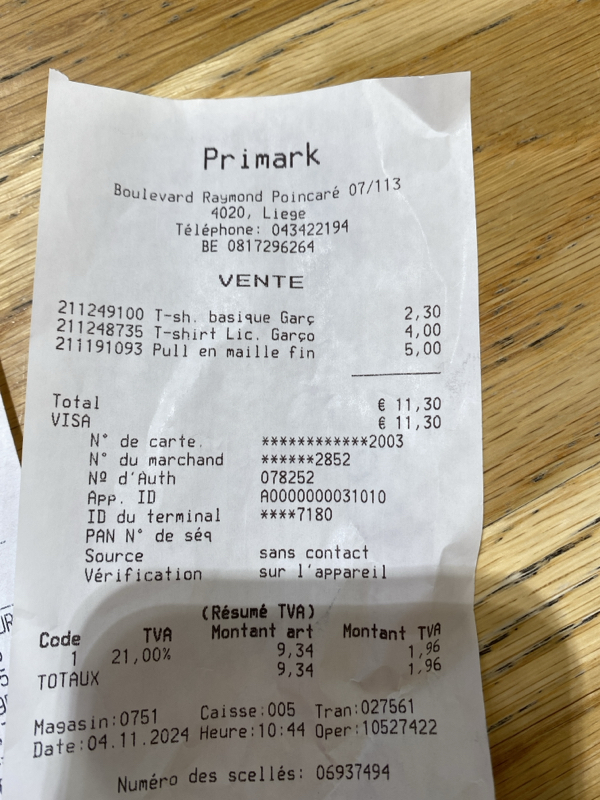 Primark
Boulevard Raymond Poincaré 07/113
4020, Liege
Téléphone: 043422194
BE 0817296264
VENTE
211249100 T-sh. basique Garç 2,30
211248735 T-shirt Lic. Garço 4,00
211191093 Pull en maille fin 5,00
Total € 11,30
VISA € 11,30
N° de carte. ************2003
N° du marchand ******2852
Nº d'Auth 078252
App. ID A0000000031010
ID du terminal ****7180
PAN N° de séq
Source sans contact
Vérification sur l'appareil
(Résumé TVA)
Code TVA Montant art Montant TVA
1 21,00% 9,34 1,96
TOTAUX 9,34 1,96
Magasin:0751 Caisse:005 Tran:027561
Date:04.11.2024 Heure:10:44 Oper:10527422
Numéro des scellés: 06937494